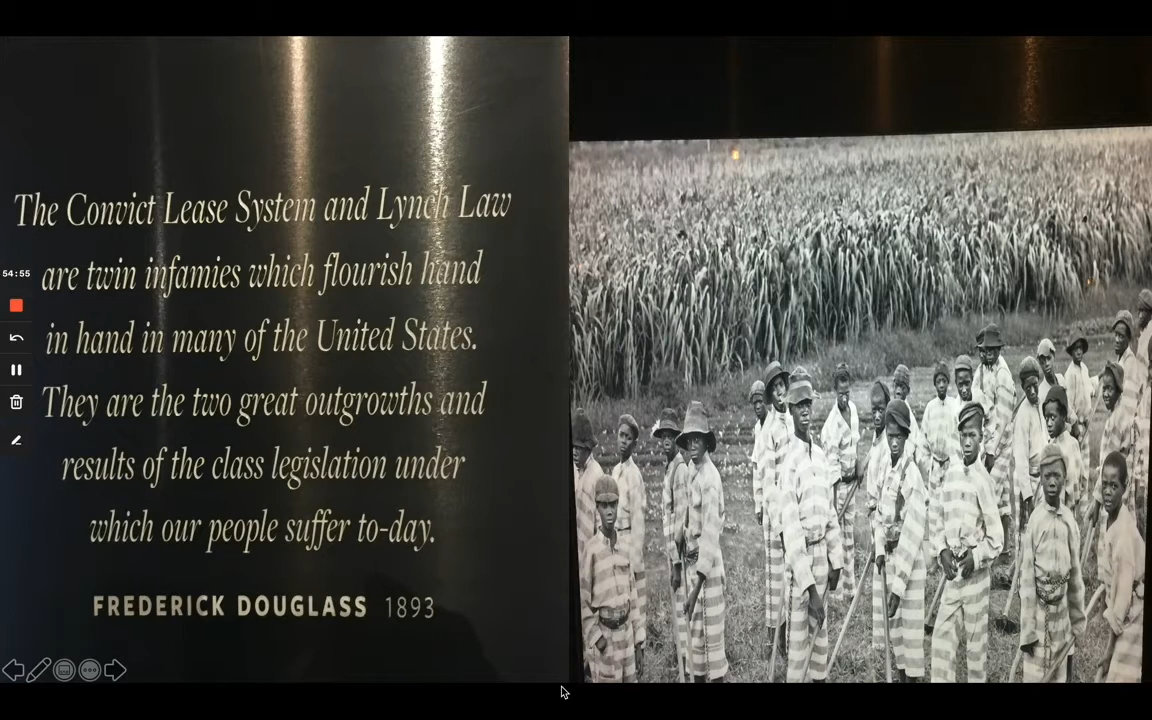 The Convict Lease System and Lynch Law
are twin infamies which flourish hand
in hand in many of the United States.
They are the two great outgrowths and
results of the class legislation under
which our people suffer to-day.
FREDERICK DOUGLASS 1893
54:55